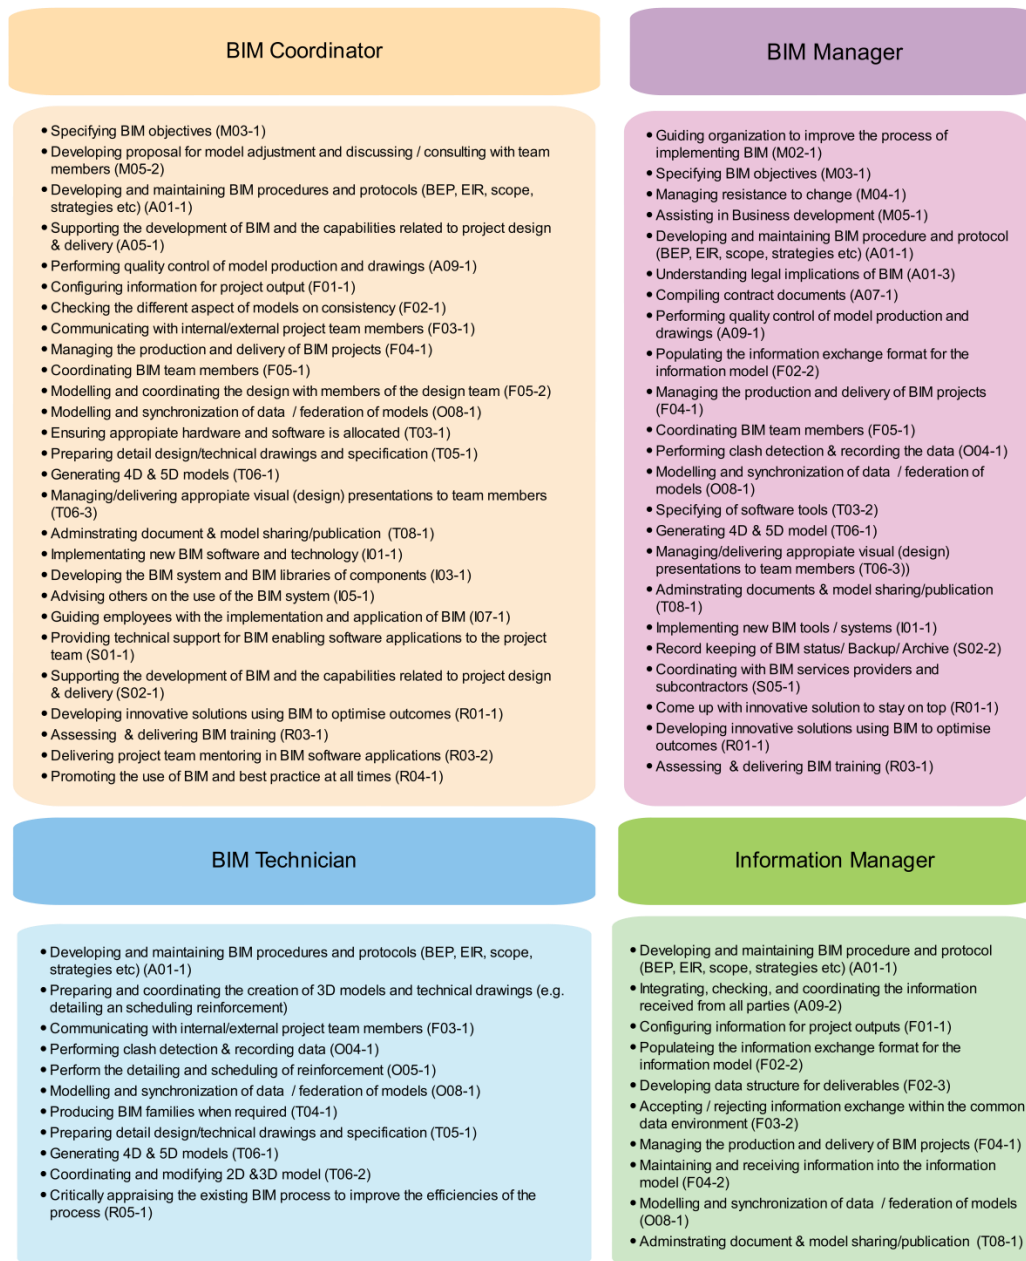 BIM Coordinator
• Specifying BIM objectives (M03-1)
• Developing proposal for model adjustment and discussing / consulting with team
members (M05-2)
• Developing and maintaining BIM procedures and protocols (BEP, EIR, scope,
strategies etc) (A01-1)
• Supporting the development of BIM and the capabilities related to project design
& delivery (A05-1)
• Performing quality control of model production and drawings (A09-1)
• Configuring information for project output (F01-1)
• Checking the different aspect of models on consistency (F02-1)
• Communicating with internal/external project team members (F03-1)
• Managing the production and delivery of BIM projects (F04-1)
• Coordinating BIM team members (F05-1)
• Modelling and coordinating the design with members of the design team (F05-2)
• Modelling and synchronization of data / federation of models (O08-1)
• Ensuring appropiate hardware and software is allocated (T03-1)
• Preparing detail design/technical drawings and specification (T05-1)
• Generating 4D & 5D models (T06-1)
• Managing/delivering appropiate visual (design) presentations to team members
(T06-3)
• Adminstrating document & model sharing/publication (T08-1)
• Implementating new BIM software and technology (I01-1)
• Developing the BIM system and BIM libraries of components (I03-1)
• Advising others on the use of the BIM system (I05-1)
• Guiding employees with the implementation and application of BIM (I07-1)
• Providing technical support for BIM enabling software applications to the project
team (S01-1)
• Supporting the development of BIM and the capabilities related to project design
& delivery (S02-1)
• Developing innovative solutions using BIM to optimise outcomes (R01-1)
• Assessing & delivering BIM training (R03-1)
• Delivering project team mentoring in BIM software applications (R03-2)
• Promoting the use of BIM and best practice at all times (R04-1)
BIM Manager
• Guiding organization to improve the process of
implementing BIM (M02-1)
• Specifying BIM objectives (M03-1)
• Managing resistance to change (M04-1)
• Assisting in Business development (M05-1)
• Developing and maintaining BIM procedure and protocol
(BEP, EIR, scope, strategies etc) (A01-1)
• Understanding legal implications of BIM (A01-3)
• Compiling contract documents (A07-1)
• Performing quality control of model production and
drawings (A09-1)
• Populating the information exchange format for the
information model (F02-2)
• Managing the production and delivery of BIM projects
(F04-1)
• Coordinating BIM team members (F05-1)
• Performing clash detection & recording the data (O04-1)
• Modelling and synchronization of data / federation of
models (O08-1)
• Specifying of software tools (T03-2)
• Generating 4D & 5D model (T06-1)
• Managing/delivering appropiate visual (design)
presentations to team members (T06-3))
• Adminstrating documents & model sharing/publication
(T08-1)
• Implementing new BIM tools / systems (I01-1)
• Record keeping of BIM status/ Backup/ Archive (S02-2)
• Coordinating with BIM services providers and
subcontractors (S05-1)
• Come up with innovative solution to stay on top (R01-1)
• Developing innovative solutions using BIM to optimise
outcomes (R01-1)
• Assessing & delivering BIM training (R03-1)
BIM Technician
• Developing and maintaining BIM procedures and protocols (BEP, EIR, scope,
strategies etc) (A01-1)
• Preparing and coordinating the creation of 3D models and technical drawings (e.g.
detailing an scheduling reinforcement)
• Communicating with internal/external project team members (F03-1)
• Performing clash detection & recording data (O04-1)
• Perform the detailing and scheduling of reinforcement (O05-1)
• Modelling and synchronization of data / federation of models (O08-1)
• Producing BIM families when required (T04-1)
• Preparing detail design/technical drawings and specification (T05-1)
• Generating 4D & 5D models (T06-1)
• Coordinating and modifying 2D &3D model (T06-2)
• Critically appraising the existing BIM process to improve the efficiencies of the
process (R05-1)
Information Manager
• Developing and maintaining BIM procedure and protocol
(BEP, EIR, scope, strategies etc) (A01-1)
• Integrating, checking, and coordinating the information
received from all parties (A09-2)
• Configuring information for project outputs (F01-1)
• Populateing the information exchange format for the
information model (F02-2)
• Developing data structure for deliverables (F02-3)
• Accepting / rejecting information exchange within the common
data environment (F03-2)
• Managing the production and delivery of BIM projects (F04-1)
• Maintaining and receiving information into the information
model (F04-2)
• Modelling and synchronization of data / federation of models
(O08-1)
• Adminstrating document & model sharing/publication (T08-1)